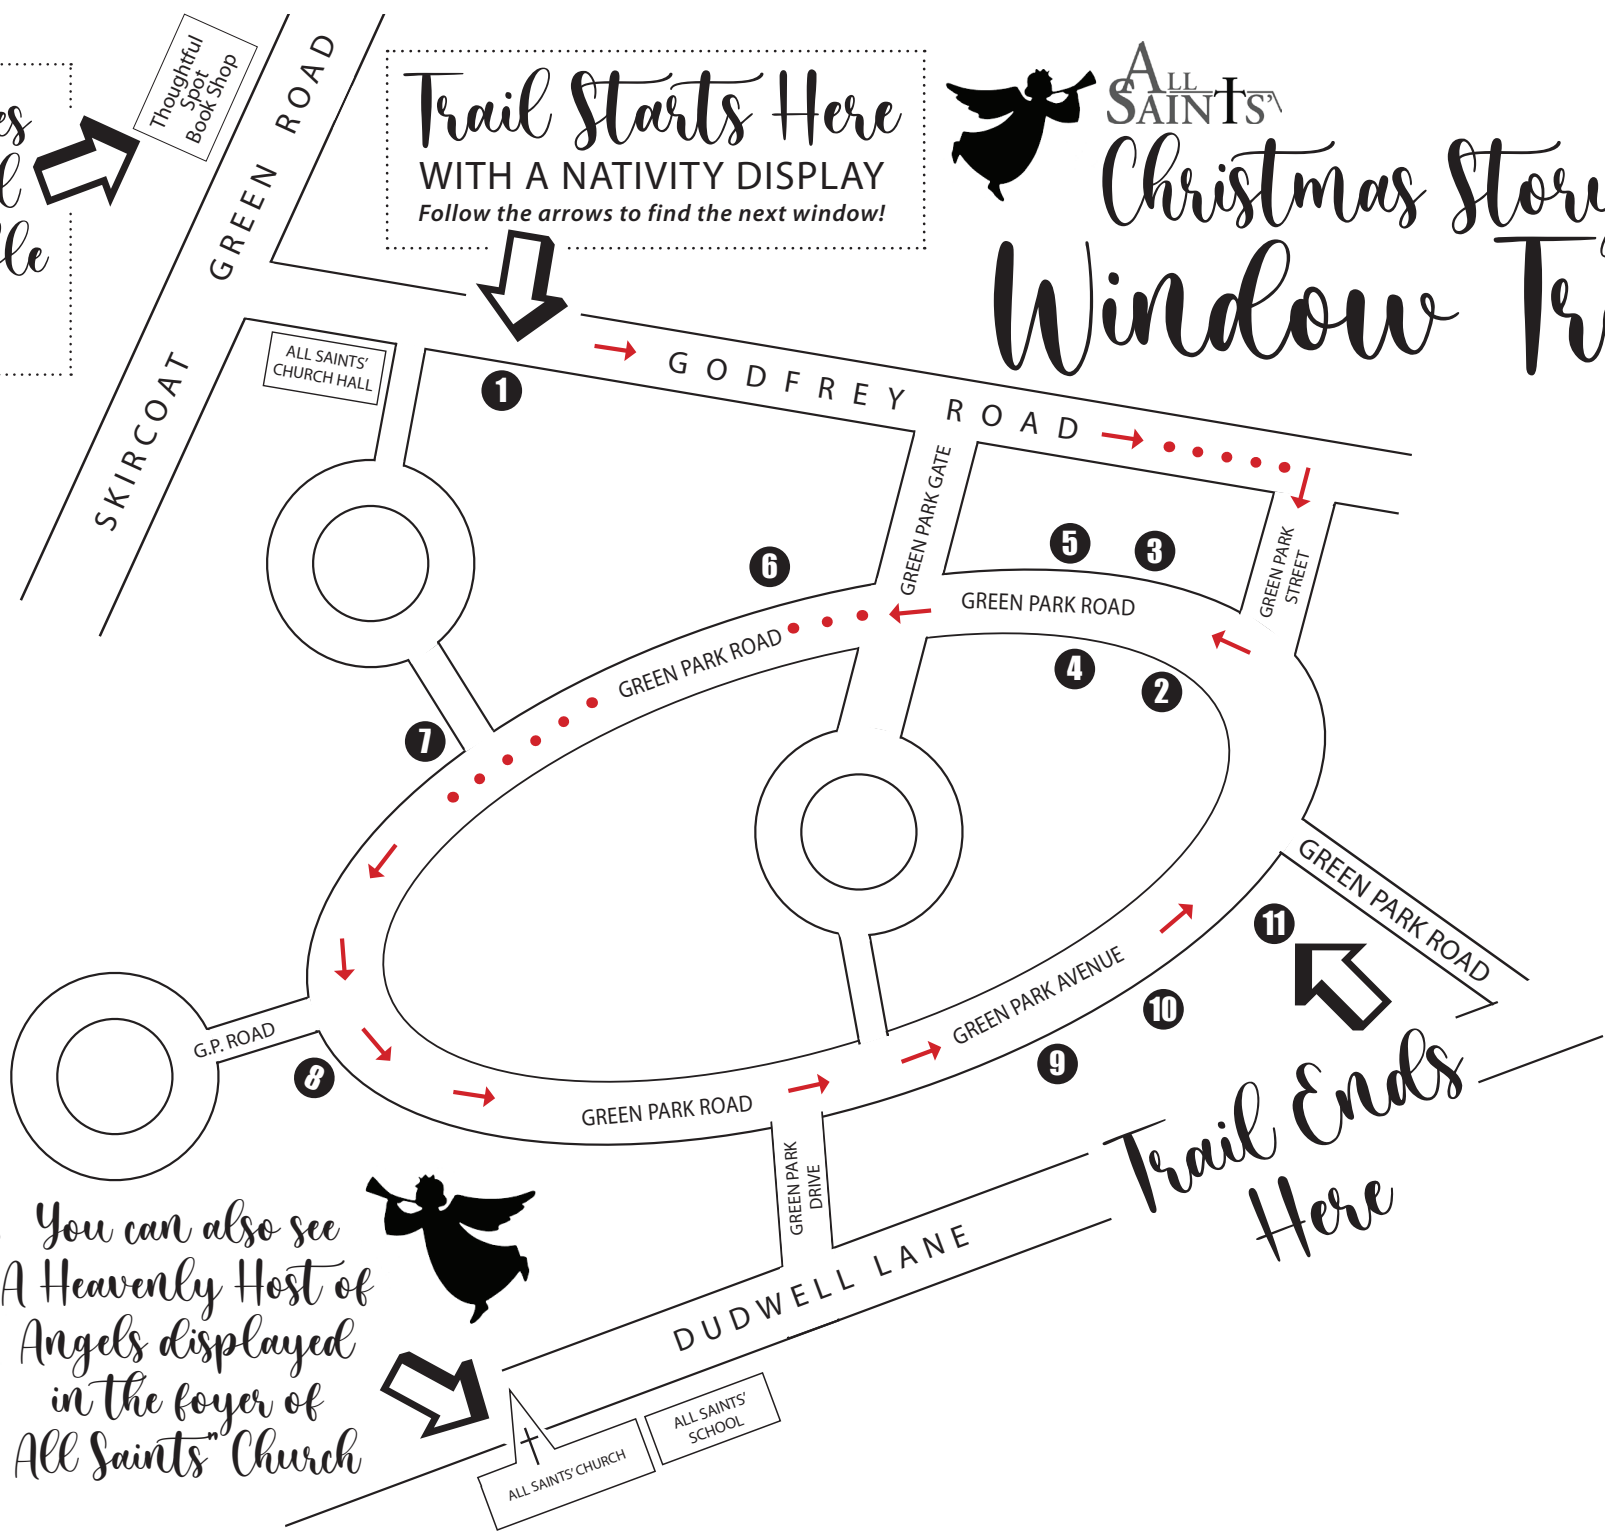 Thoughtful
Spot
Book Shop
SKIRCOAT GREEN ROAD
Trail Starts Here
WITH A NATIVITY DISPLAY
Follow the arrows to find the next window!
ALL
SAINTS'
Christmas Story
Window
ALL SAINTS'
CHURCH HALL
1
GODFREY ROAD
GREEN PARK GATE
GREEN PARK
STREET
5
3
6
GREEN PARK ROAD
GREEN PARK ROAD
4
2
7
GREEN PARK ROAD
11
GREEN PARK AVENUE
10
9
G.P. ROAD
8
GREEN PARK ROAD
GREEN PARK
DRIVE
Trail Ends
Here
DUDWELL LANE
You can also see
A Heavenly Host of
Angels displayed
in the foyer of
All Saints" Church
ALL SAINTS' CHURCH
ALL SAINTS'
SCHOOL